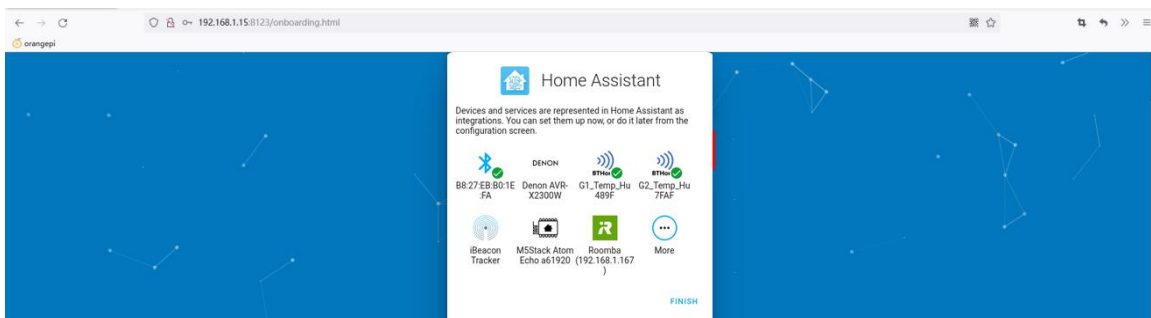 192.168.1.15:8123/onboarding.html
orangepi
Home Assistant
Devices and services are represented in Home Assistant as
integrations. You can set them up now, or do it later from the
configuration screen.
DENON
BTHom
BTHom
B8:27:EB:B0:1E
:FA
Denon AVR-
X2300W
G1_Temp_Hu
489F
G2_Temp_Hu
7FAF
iBeacon
Tracker
M5Stack Atom
Echo a61920
Roomba
(192.168.1.167
)
More
FINISH